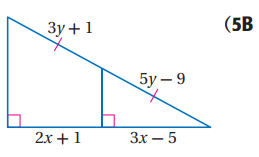 3y + 1
(5B
5y – 9
2x + 1
3x – 5